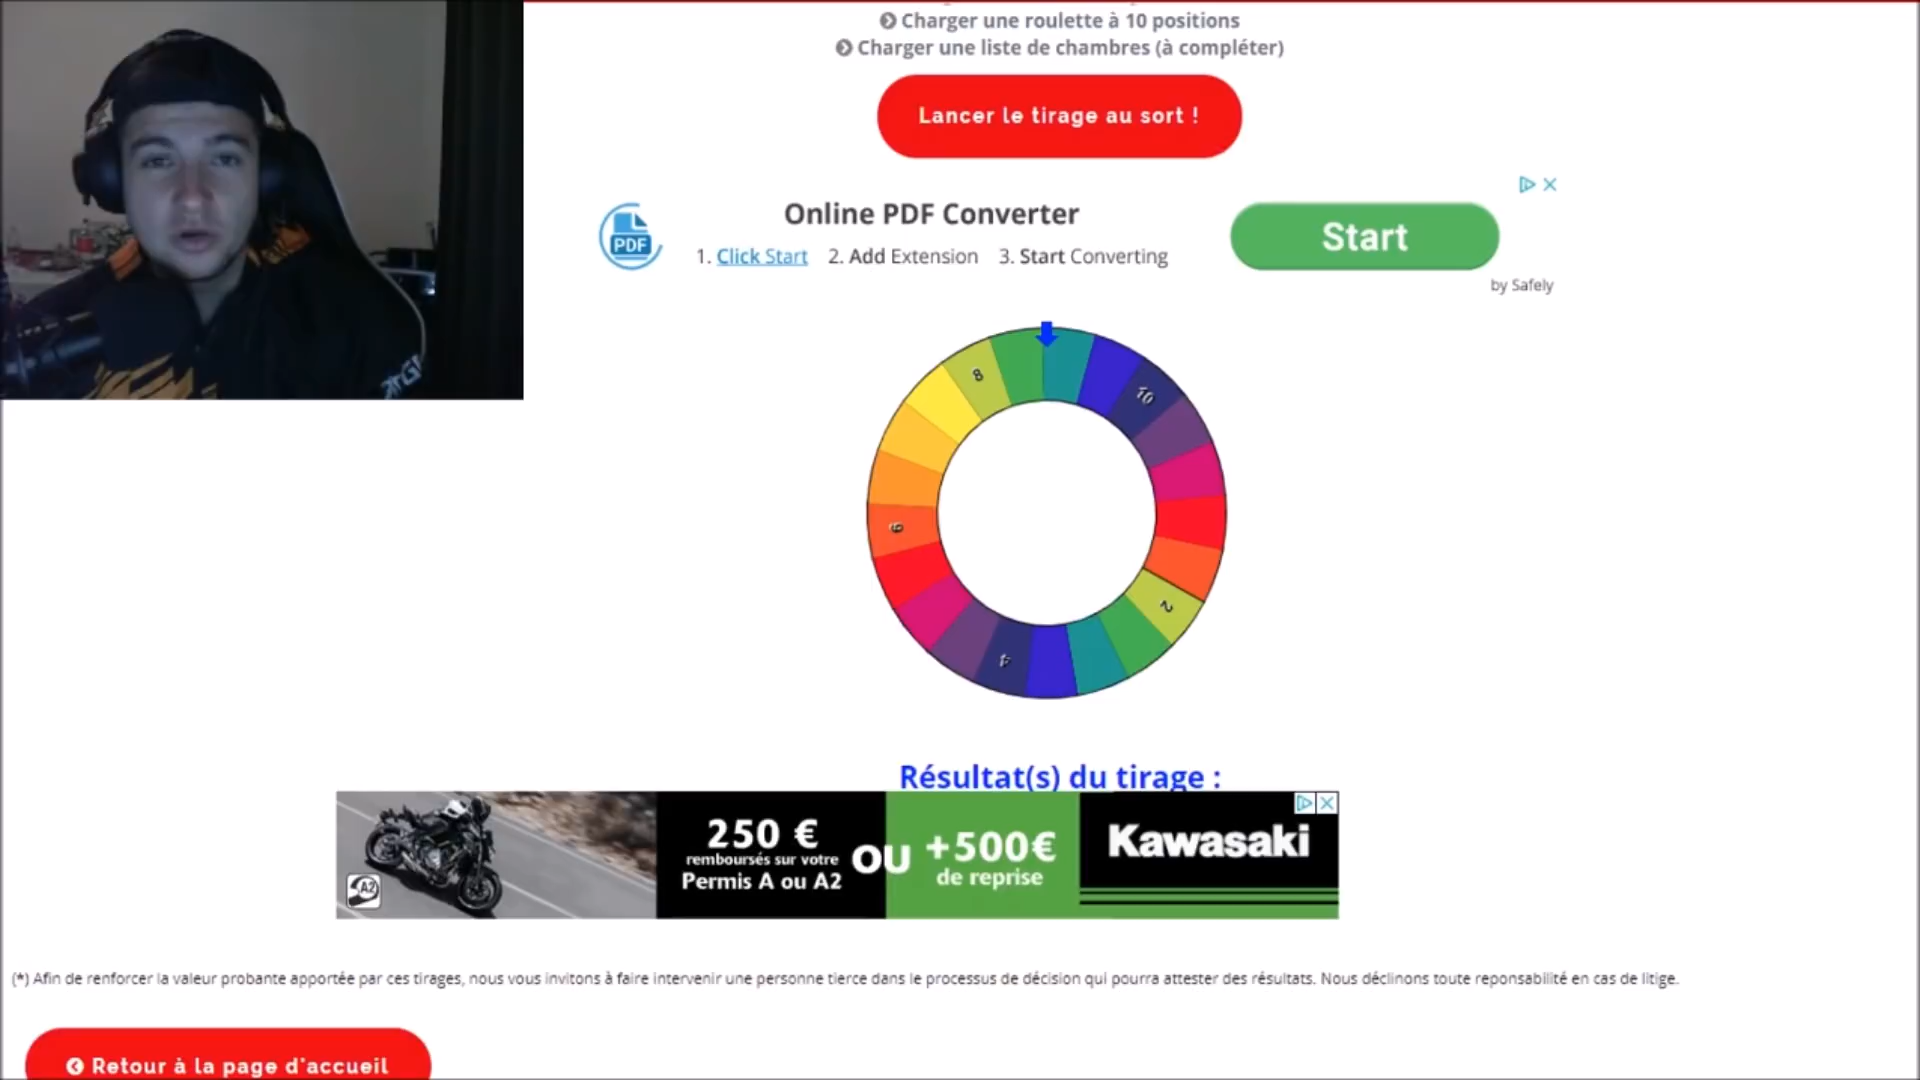 Charger une roulette à 10 positions
Charger une liste de chambres (à compléter)
Lancer le tirage au sort !
Online PDF Converter
PDF
1. Click Start 2. Add Extension 3. Start Converting
Start
by Safely
8
10
6
2
4
Résultat(s) du tirage :
A2
250 €
remboursés sur votre
Permis A ou A2
OU
+500€
de reprise
Kawasaki
(*) Afin de renforcer la valeur probante apportée par ces tirages, nous vous invitons à faire intervenir une personne tierce dans le processus de décision qui pourra attester des résultats. Nous déclinons toute reponsabilité en cas de litige.
Retour à la page d'accueil